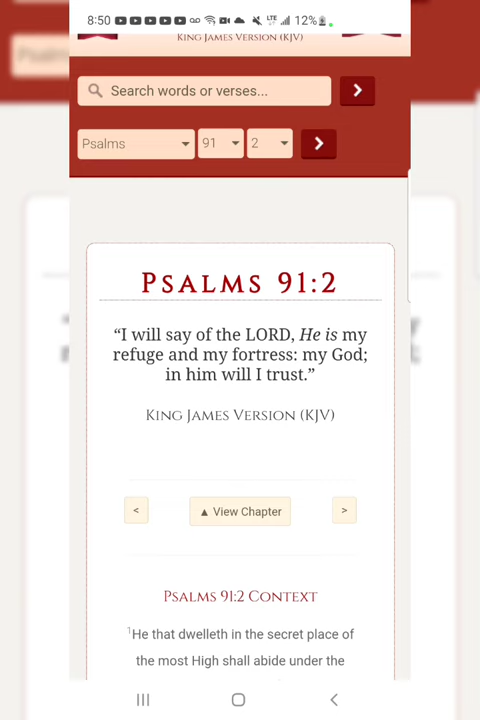 8:50
LTE
12%
KING JAMES VERSION (KJV)
Search words or verses...
Psalms 91 2
PSALMS 91:2
“I will say of the LORD, He is my
refuge and my fortress: my God;
in him will I trust.”
KING JAMES VERSION (KJV)
< ▲ View Chapter >
PSALMS 91:2 CONTEXT
1He that dwelleth in the secret place of
the most High shall abide under the